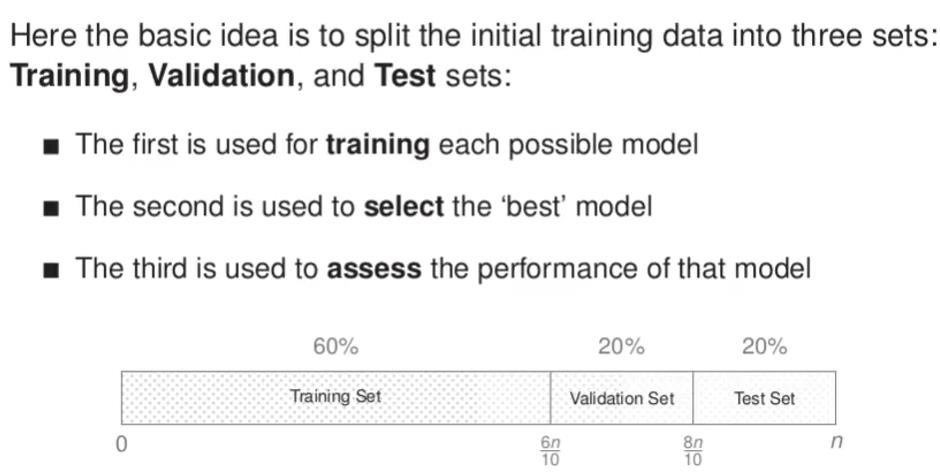 Here the basic idea is to split the initial training data into three sets:
Training, Validation, and Test sets:
■ The first is used for training each possible model
■ The second is used to select the ‘best’ model
■ The third is used to assess the performance of that model
60% 20% 20%
Training Set Validation Set Test Set
0 6n/10 8n/10 n